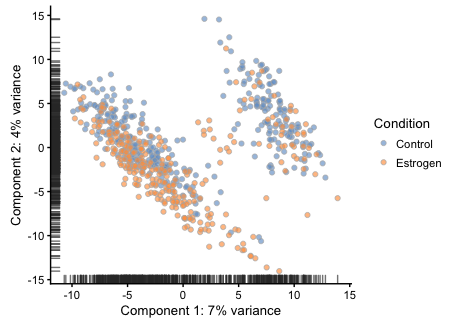 15
10
5
0
-5
-10
-15
Component 2: 4% variance
-10
-5
0
5
10
15
Component 1: 7% variance
Condition
Control
Estrogen